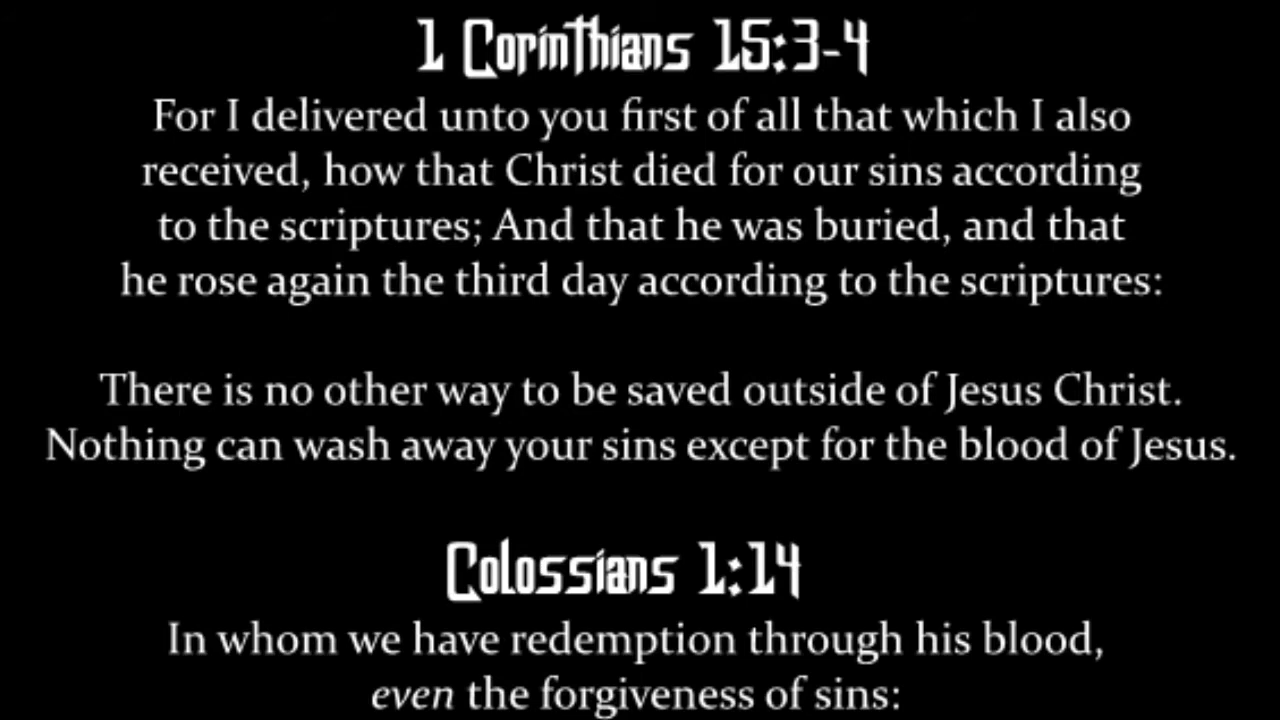 1 Corinthians 15:3-4
For I delivered unto you first of all that which I also
received, how that Christ died for our sins according
to the scriptures; And that he was buried, and that
he rose again the third day according to the scriptures:
There is no other way to be saved outside of Jesus Christ.
Nothing can wash away your sins except for the blood of Jesus.
Colossians 1:14
In whom we have redemption through his blood,
even the forgiveness of sins: